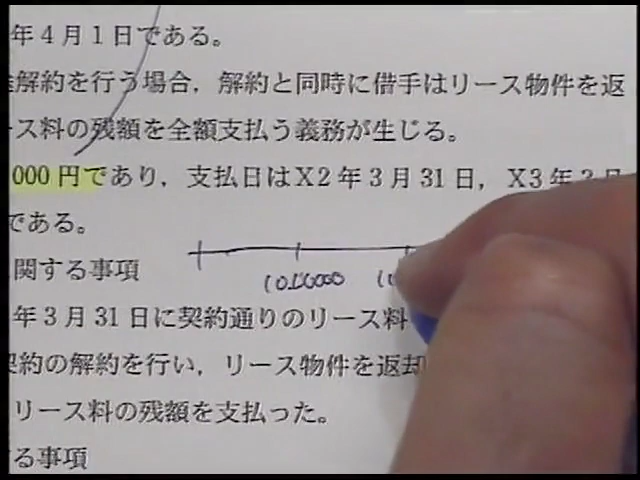 年4月1日である。
解約を行う場合，解約と同時に借手はリース物件を返
ース料の残額を全額支払う義務が生じる。
000円であり，支払日はX2年3月31日，X3年3月
である。
関する事項
年3月31日に契約通りのリース料
契約の解約を行い，リース物件を返却
リース料の残額を支払った。
する事項